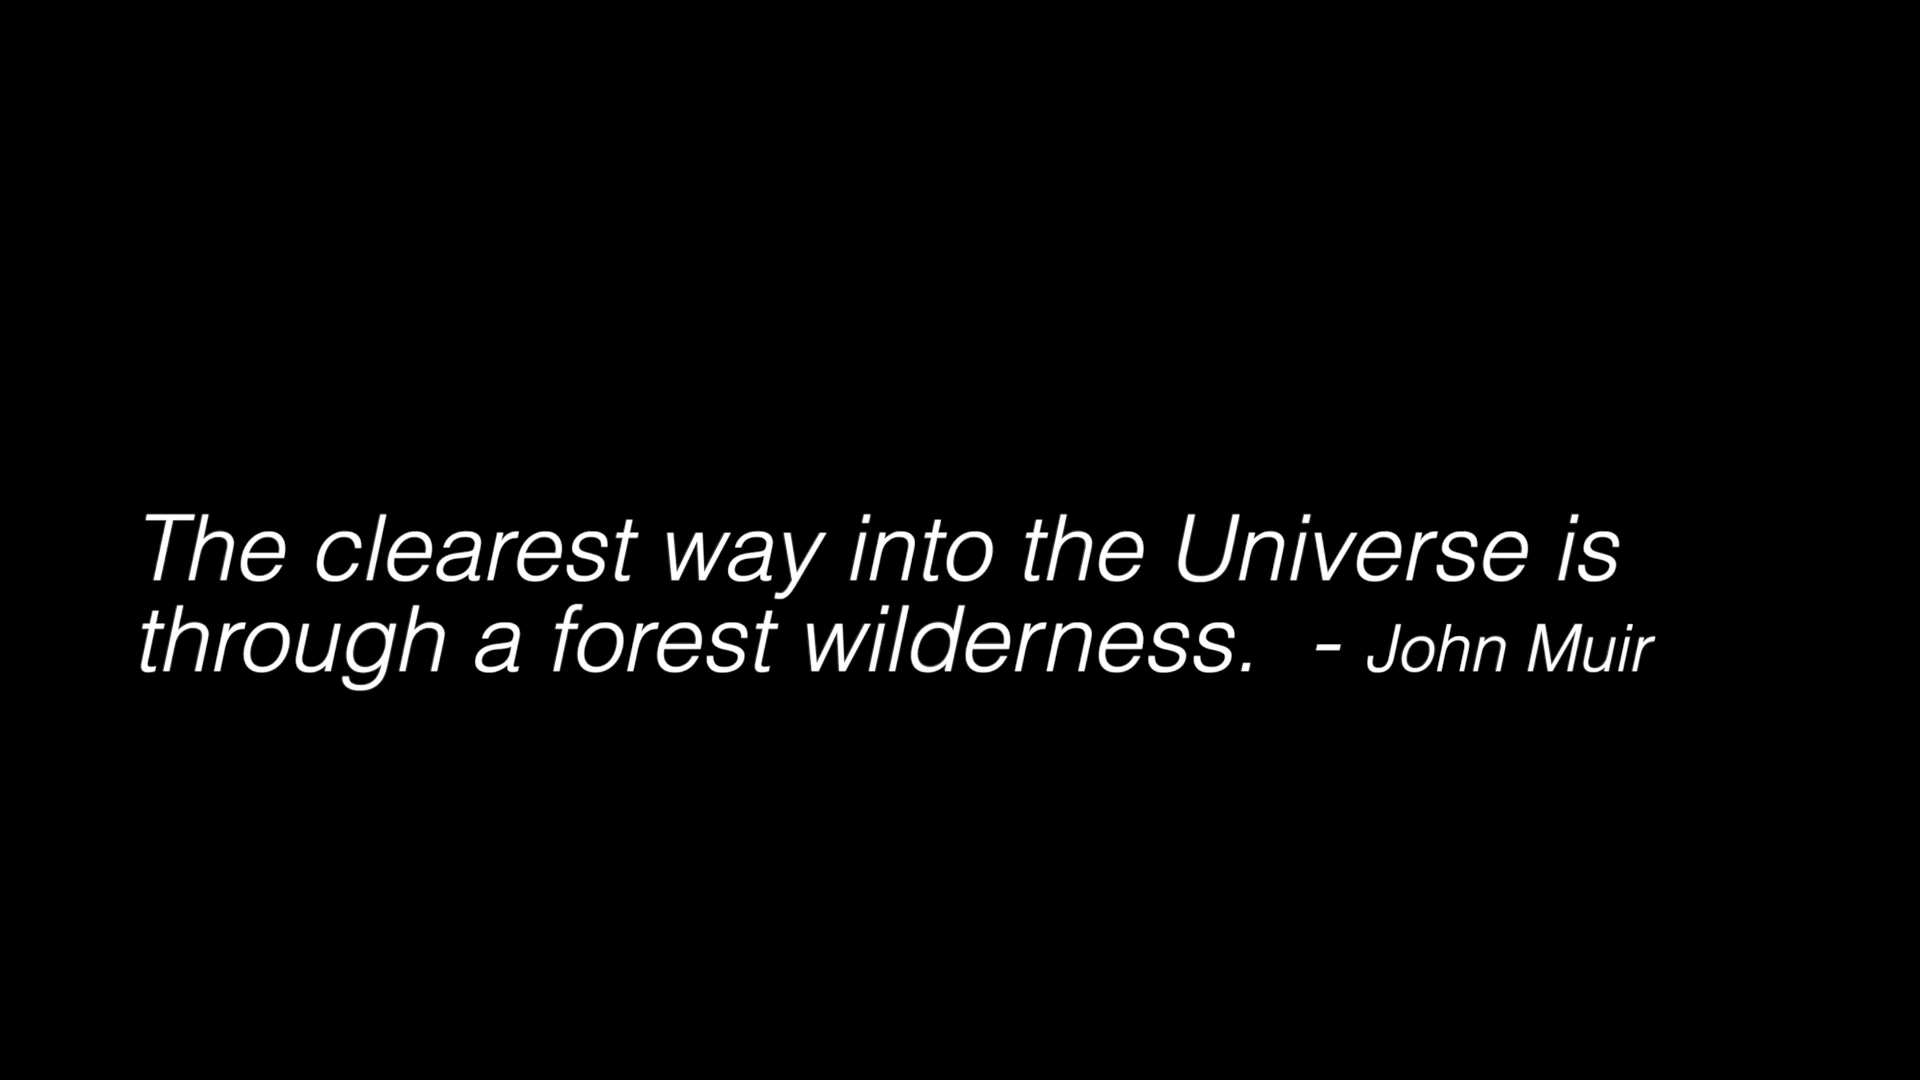 The clearest way into the Universe is
through a forest wilderness. - John Muir